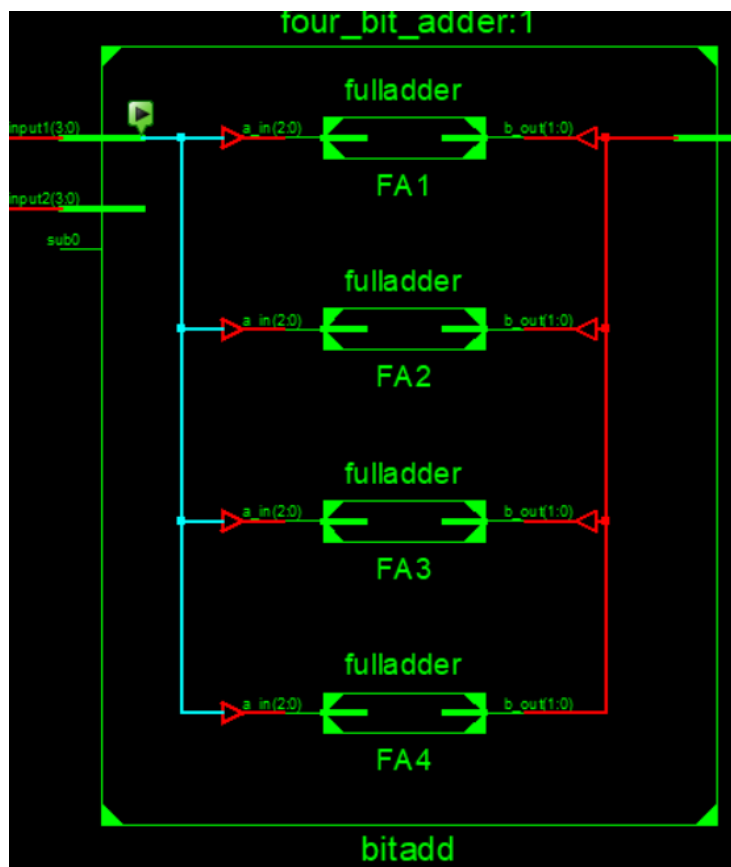 four_bit_adder:1
fulladder
input1(3:0)
a_in(2:0)
b_out(1:0)
FA1
input2(3:0)
sub0
fulladder
a_in(2:0)
b_out(1:0)
FA2
fulladder
a_in(2:0)
b_out(1:0)
FA3
fulladder
a_in(2:0)
b_out(1:0)
FA4
bitadd